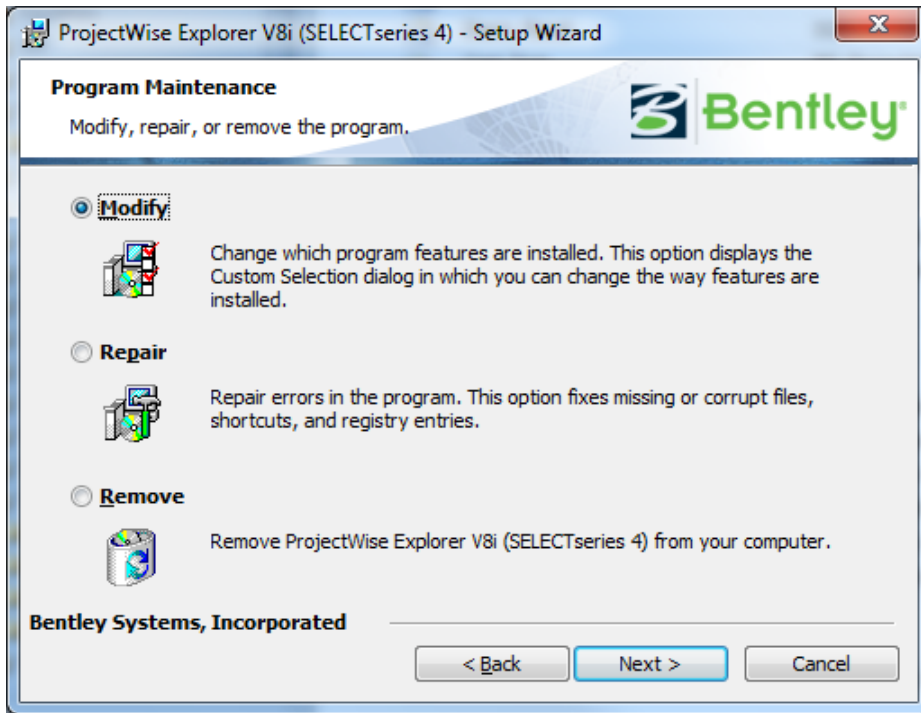 ProjectWise Explorer V8i (SELECTseries 4) - Setup Wizard
Program Maintenance
Modify, repair, or remove the program.
Bentley®
Modify
Change which program features are installed. This option displays the
Custom Selection dialog in which you can change the way features are
installed.
Repair
Repair errors in the program. This option fixes missing or corrupt files,
shortcuts, and registry entries.
Remove
Remove ProjectWise Explorer V8i (SELECTseries 4) from your computer.
Bentley Systems, Incorporated
< Back Next > Cancel